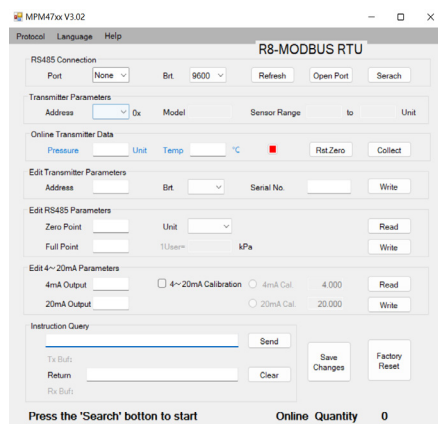 MPM47xx V3.02
Protocol Language Help
R8-MODBUS RTU
RS485 Connection
Port None Brt. 9600 Refresh Open Port Serach
Transmitter Parameters
Address 0x Model Sensor Range to Unit
Online Transmitter Data
Pressure Unit Temp °C Rst.Zero Collect
Edit Transmitter Parameters
Address Brt Serial No. Write
Edit RS485 Parameters
Zero Point Unit Read
Full Point 1User= kPa Write
Edit 4~20mA Parameters
4mA Output 4~20mA Calibration 4mA Cal. 4.000 Read
20mA Output 20mA Cal. 20.000 Write
Instruction Query
Send
Tx Buf:
Save Changes
Factory Reset
Return Clear
Rx Buf:
Press the 'Search' botton to start Online Quantity 0